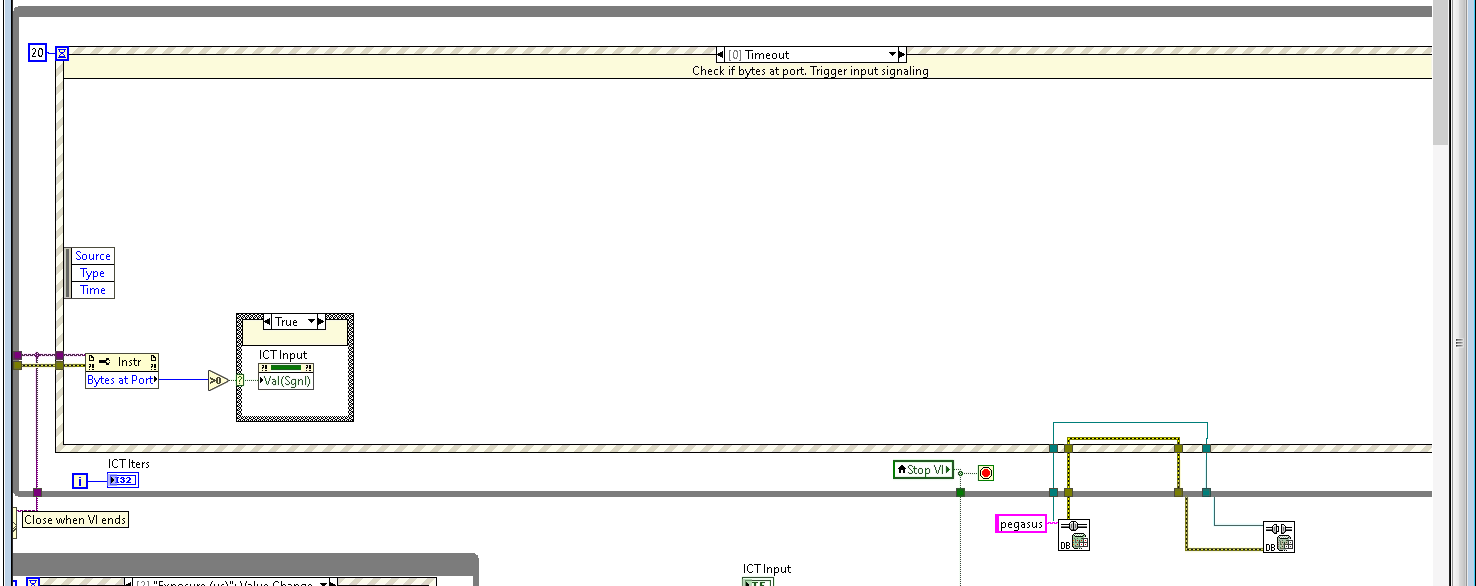 20
[0] Timeout
Check if bytes at port. Trigger input signaling
Source
Type
Time
True
ICT Input
Val(Sgnl)
Instr
Bytes at Port
>0
?
ICT Iters
i
I32
Stop VI
Close when VI ends
pegasus
DB
DB
ICT Input
TF
[2] "Exposure (us)": Value Change